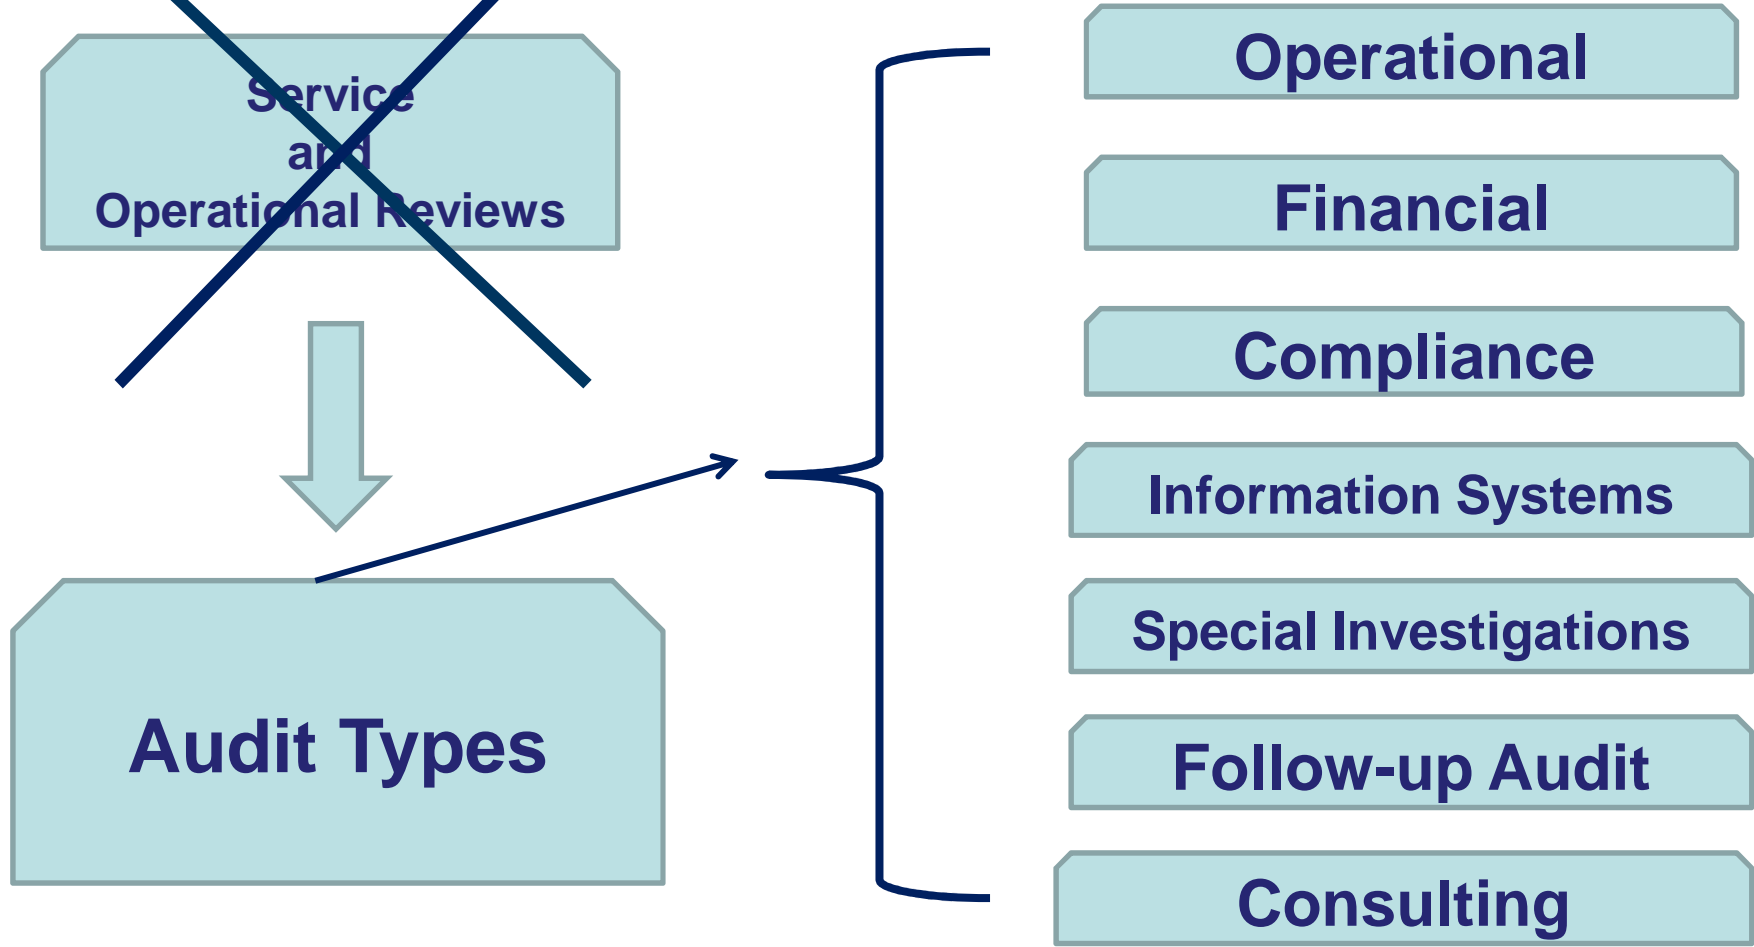 Service
and
Operational Reviews
Audit Types
Operational
Financial
Compliance
Information Systems
Special Investigations
Follow-up Audit
Consulting